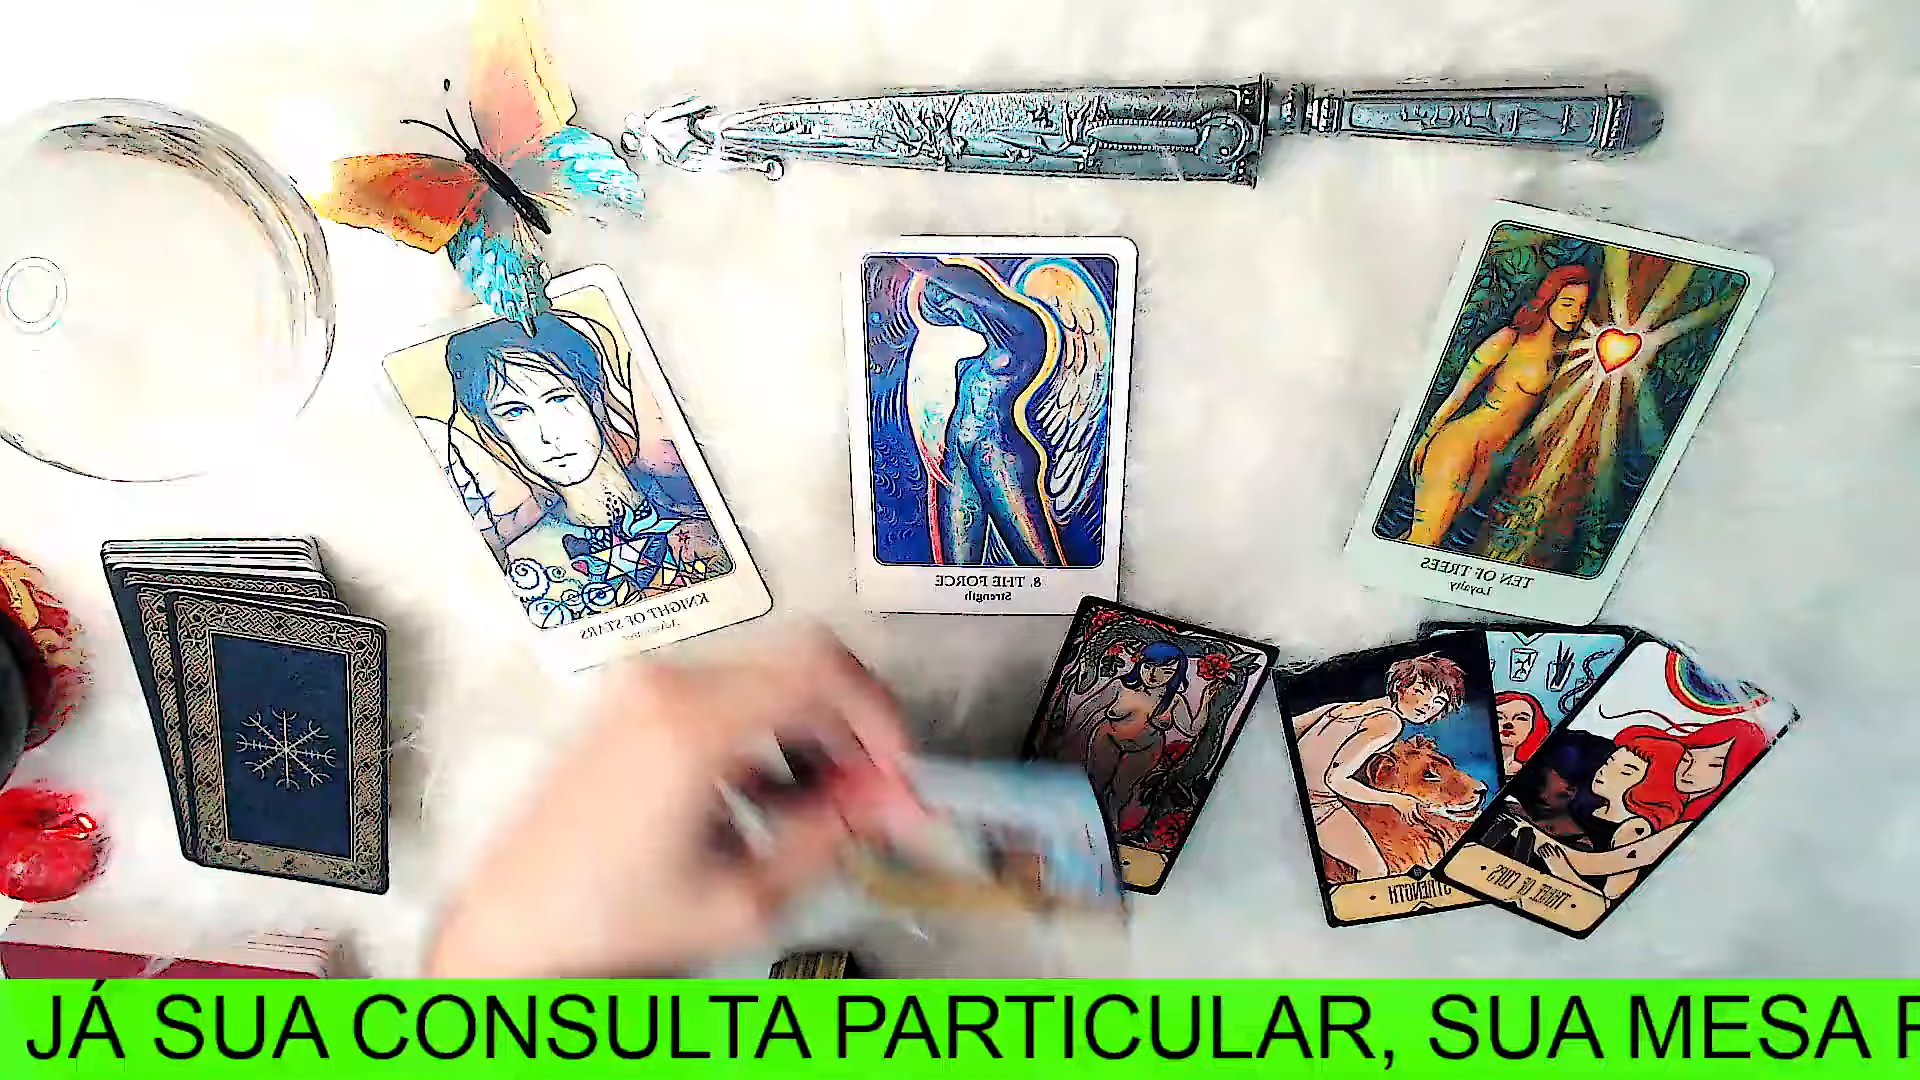 8. THE FORCE
Strength
TEN OF TREES
Loyalty
KNIGHT OF STARS
STRENGTH
THREE OF CUPS
JÁ SUA CONSULTA PARTICULAR, SUA MESA